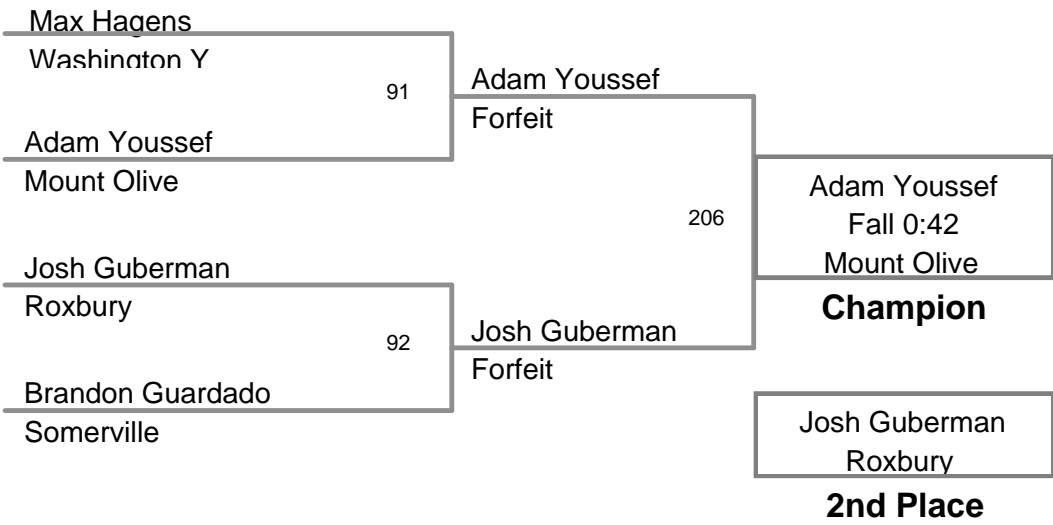 Max Hagens
Washington Y
91
Adam Youssef
Mount Olive
Adam Youssef
Forfeit
Josh Guberman
Roxbury
92
Brandon Guardado
Somerville
Josh Guberman
Forfeit
206
Adam Youssef
Fall 0:42
Mount Olive
Champion
Josh Guberman
Roxbury
2nd Place